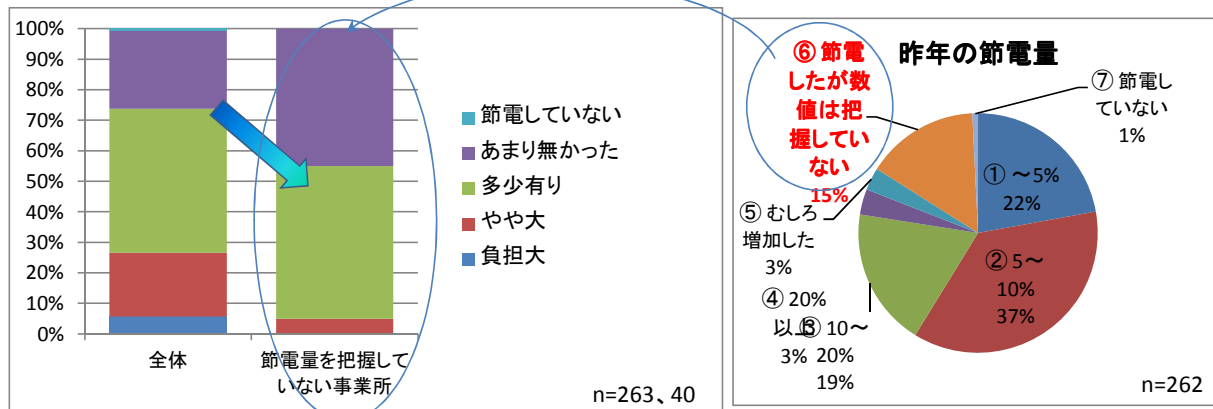 100%
90%
80%
70%
60%
50%
40%
30%
20%
10%
0%
全体
節電量を把握して
いない事業所
節電していない
あまり無かった
多少有り
やや大
負担大
n=263、40
昨年の節電量
⑥ 節電
したが数
値は把
握してい
ない
15%
⑦ 節電し
ていない
1%
① ～5%
22%
② 5～
10%
37%
⑤ むしろ
増加した
3%
④ 20%
以上
3%
③ 10～
20%
19%
n=262